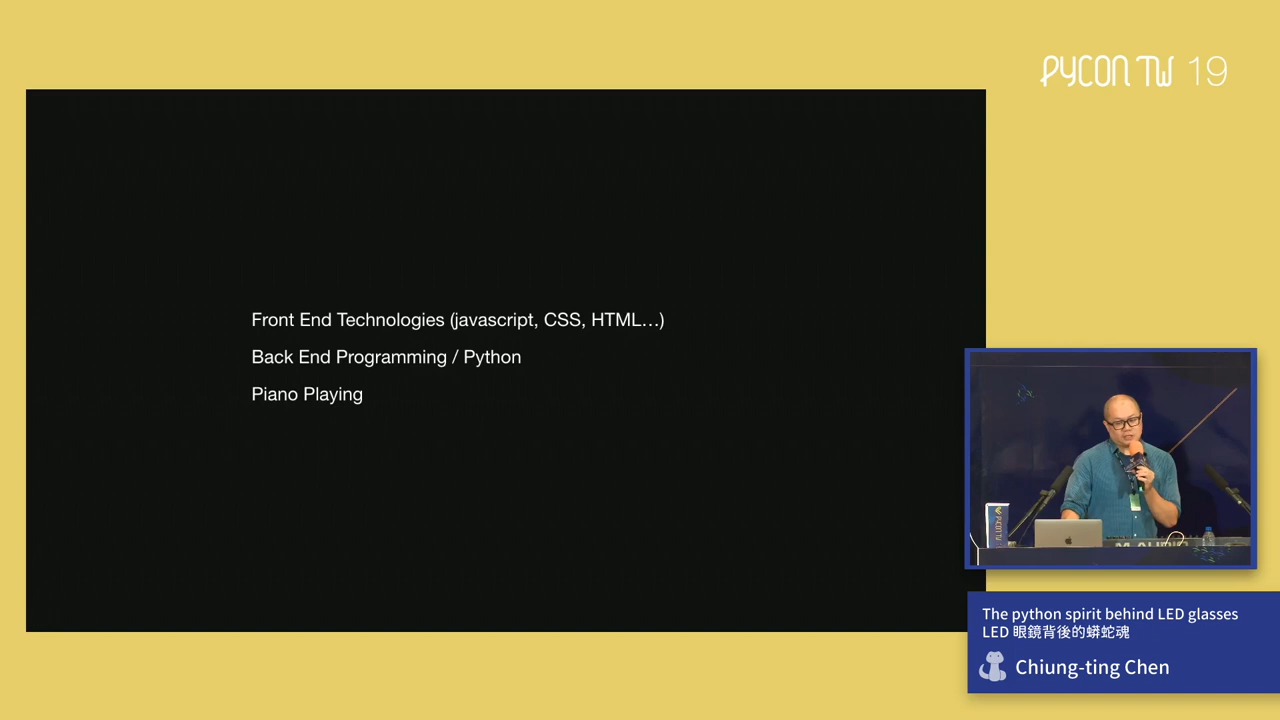 PYCON TW 19
Front End Technologies (javascript, CSS, HTML...)
Back End Programming / Python
Piano Playing
M-AUDIO
The python spirit behind LED glasses
LED 眼鏡背後的蟒蛇魂
Chiung-ting Chen